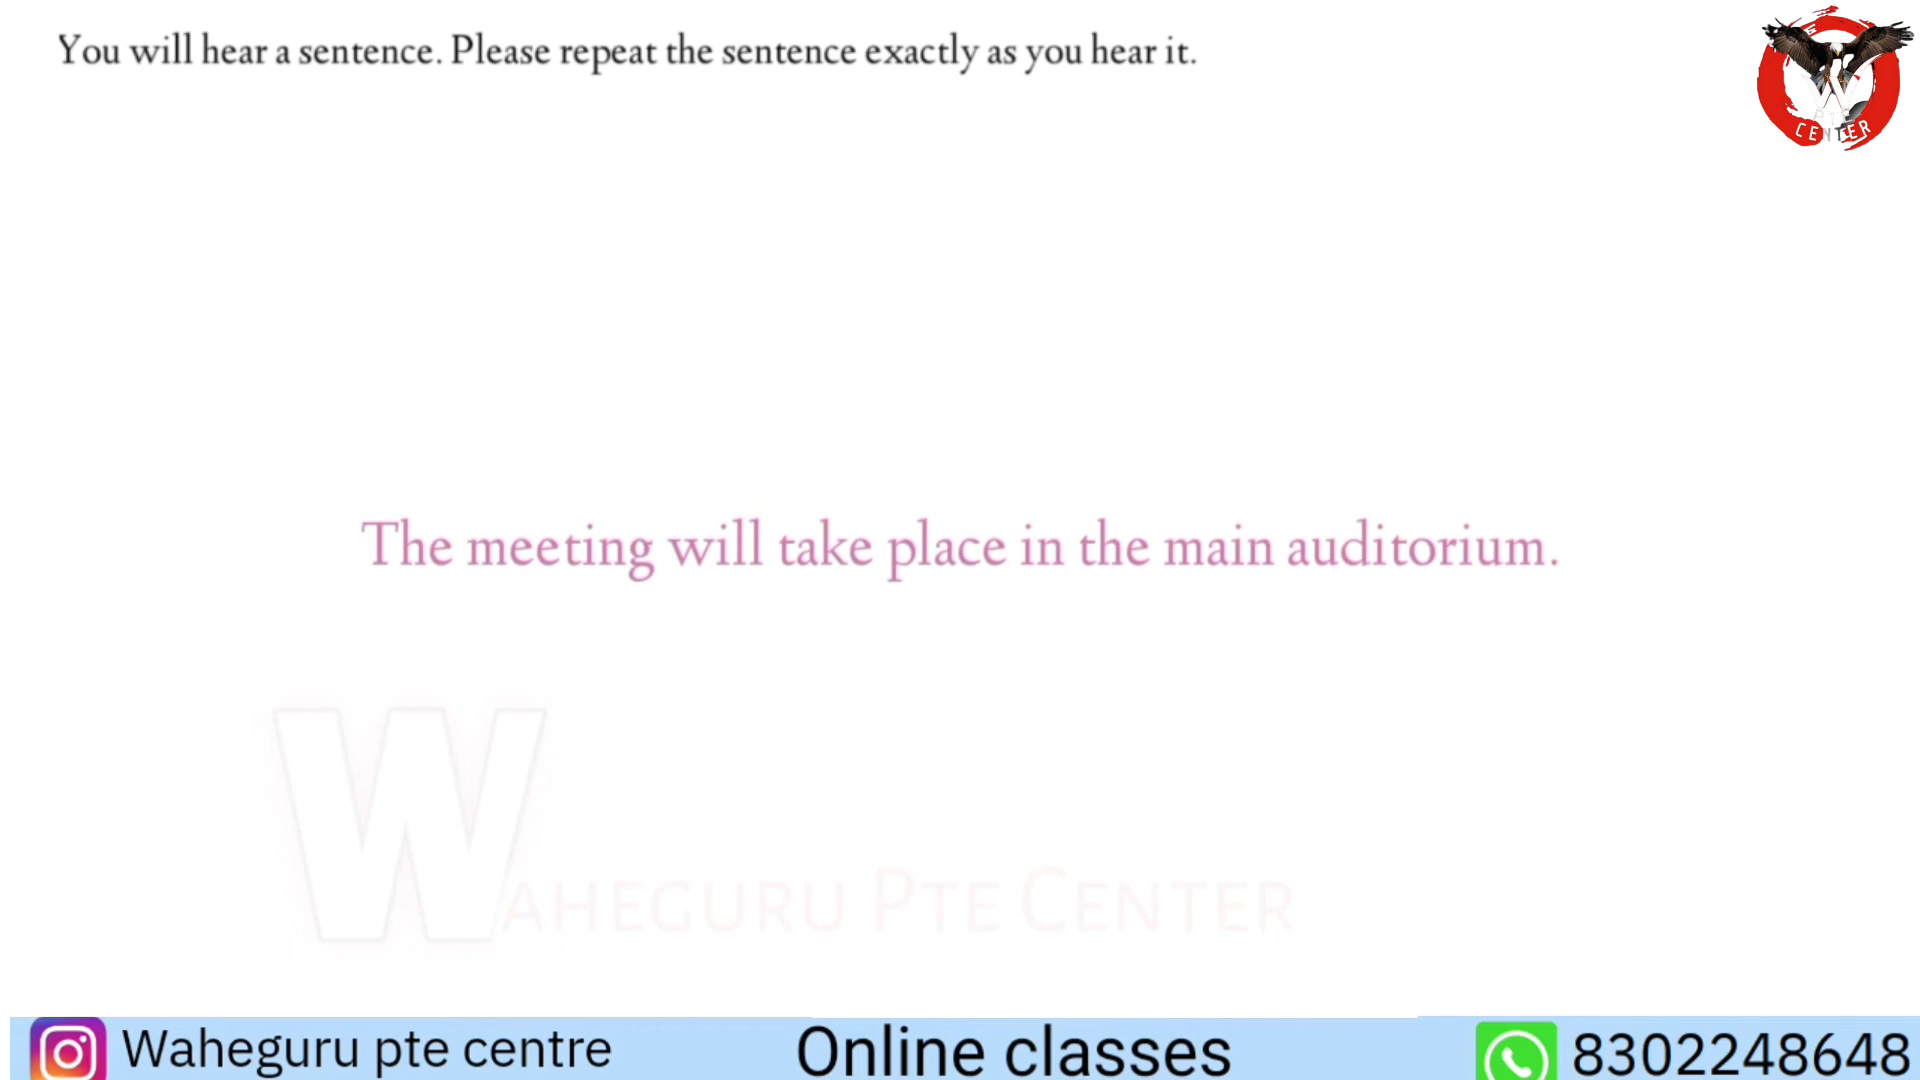 You will hear a sentence. Please repeat the sentence exactly as you hear it.
CENTER
The meeting will take place in the main auditorium.
WAHEGURU PTE CENTER
Waheguru pte centre
Online classes
8302248648